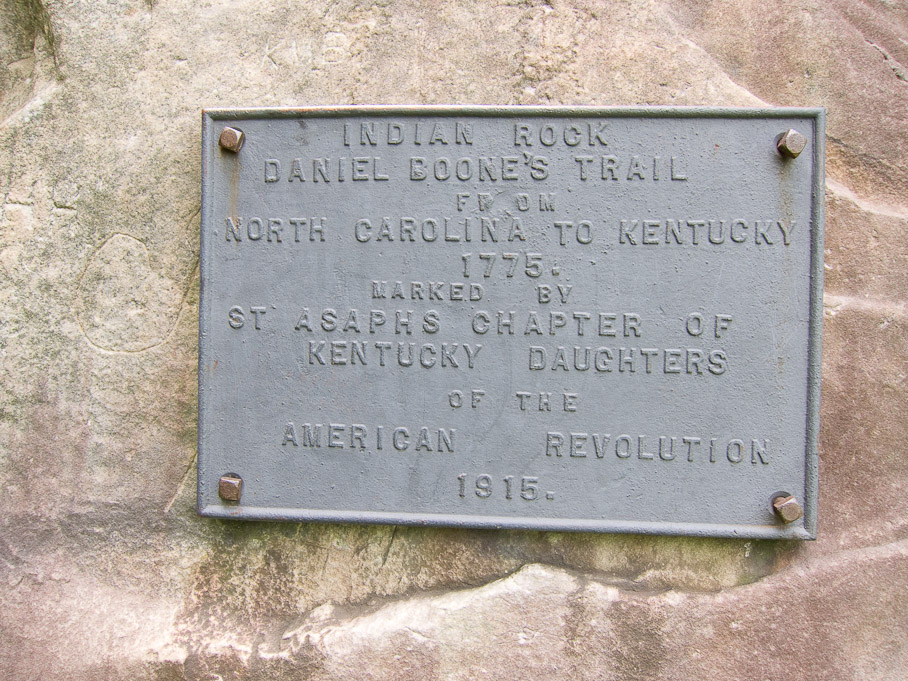 INDIAN ROCK
DANIEL BOONE'S TRAIL
FROM
NORTH CAROLINA TO KENTUCKY
1775.
MARKED BY
ST ASAPHS CHAPTER OF
KENTUCKY DAUGHTERS
OF THE
AMERICAN REVOLUTION
1915.